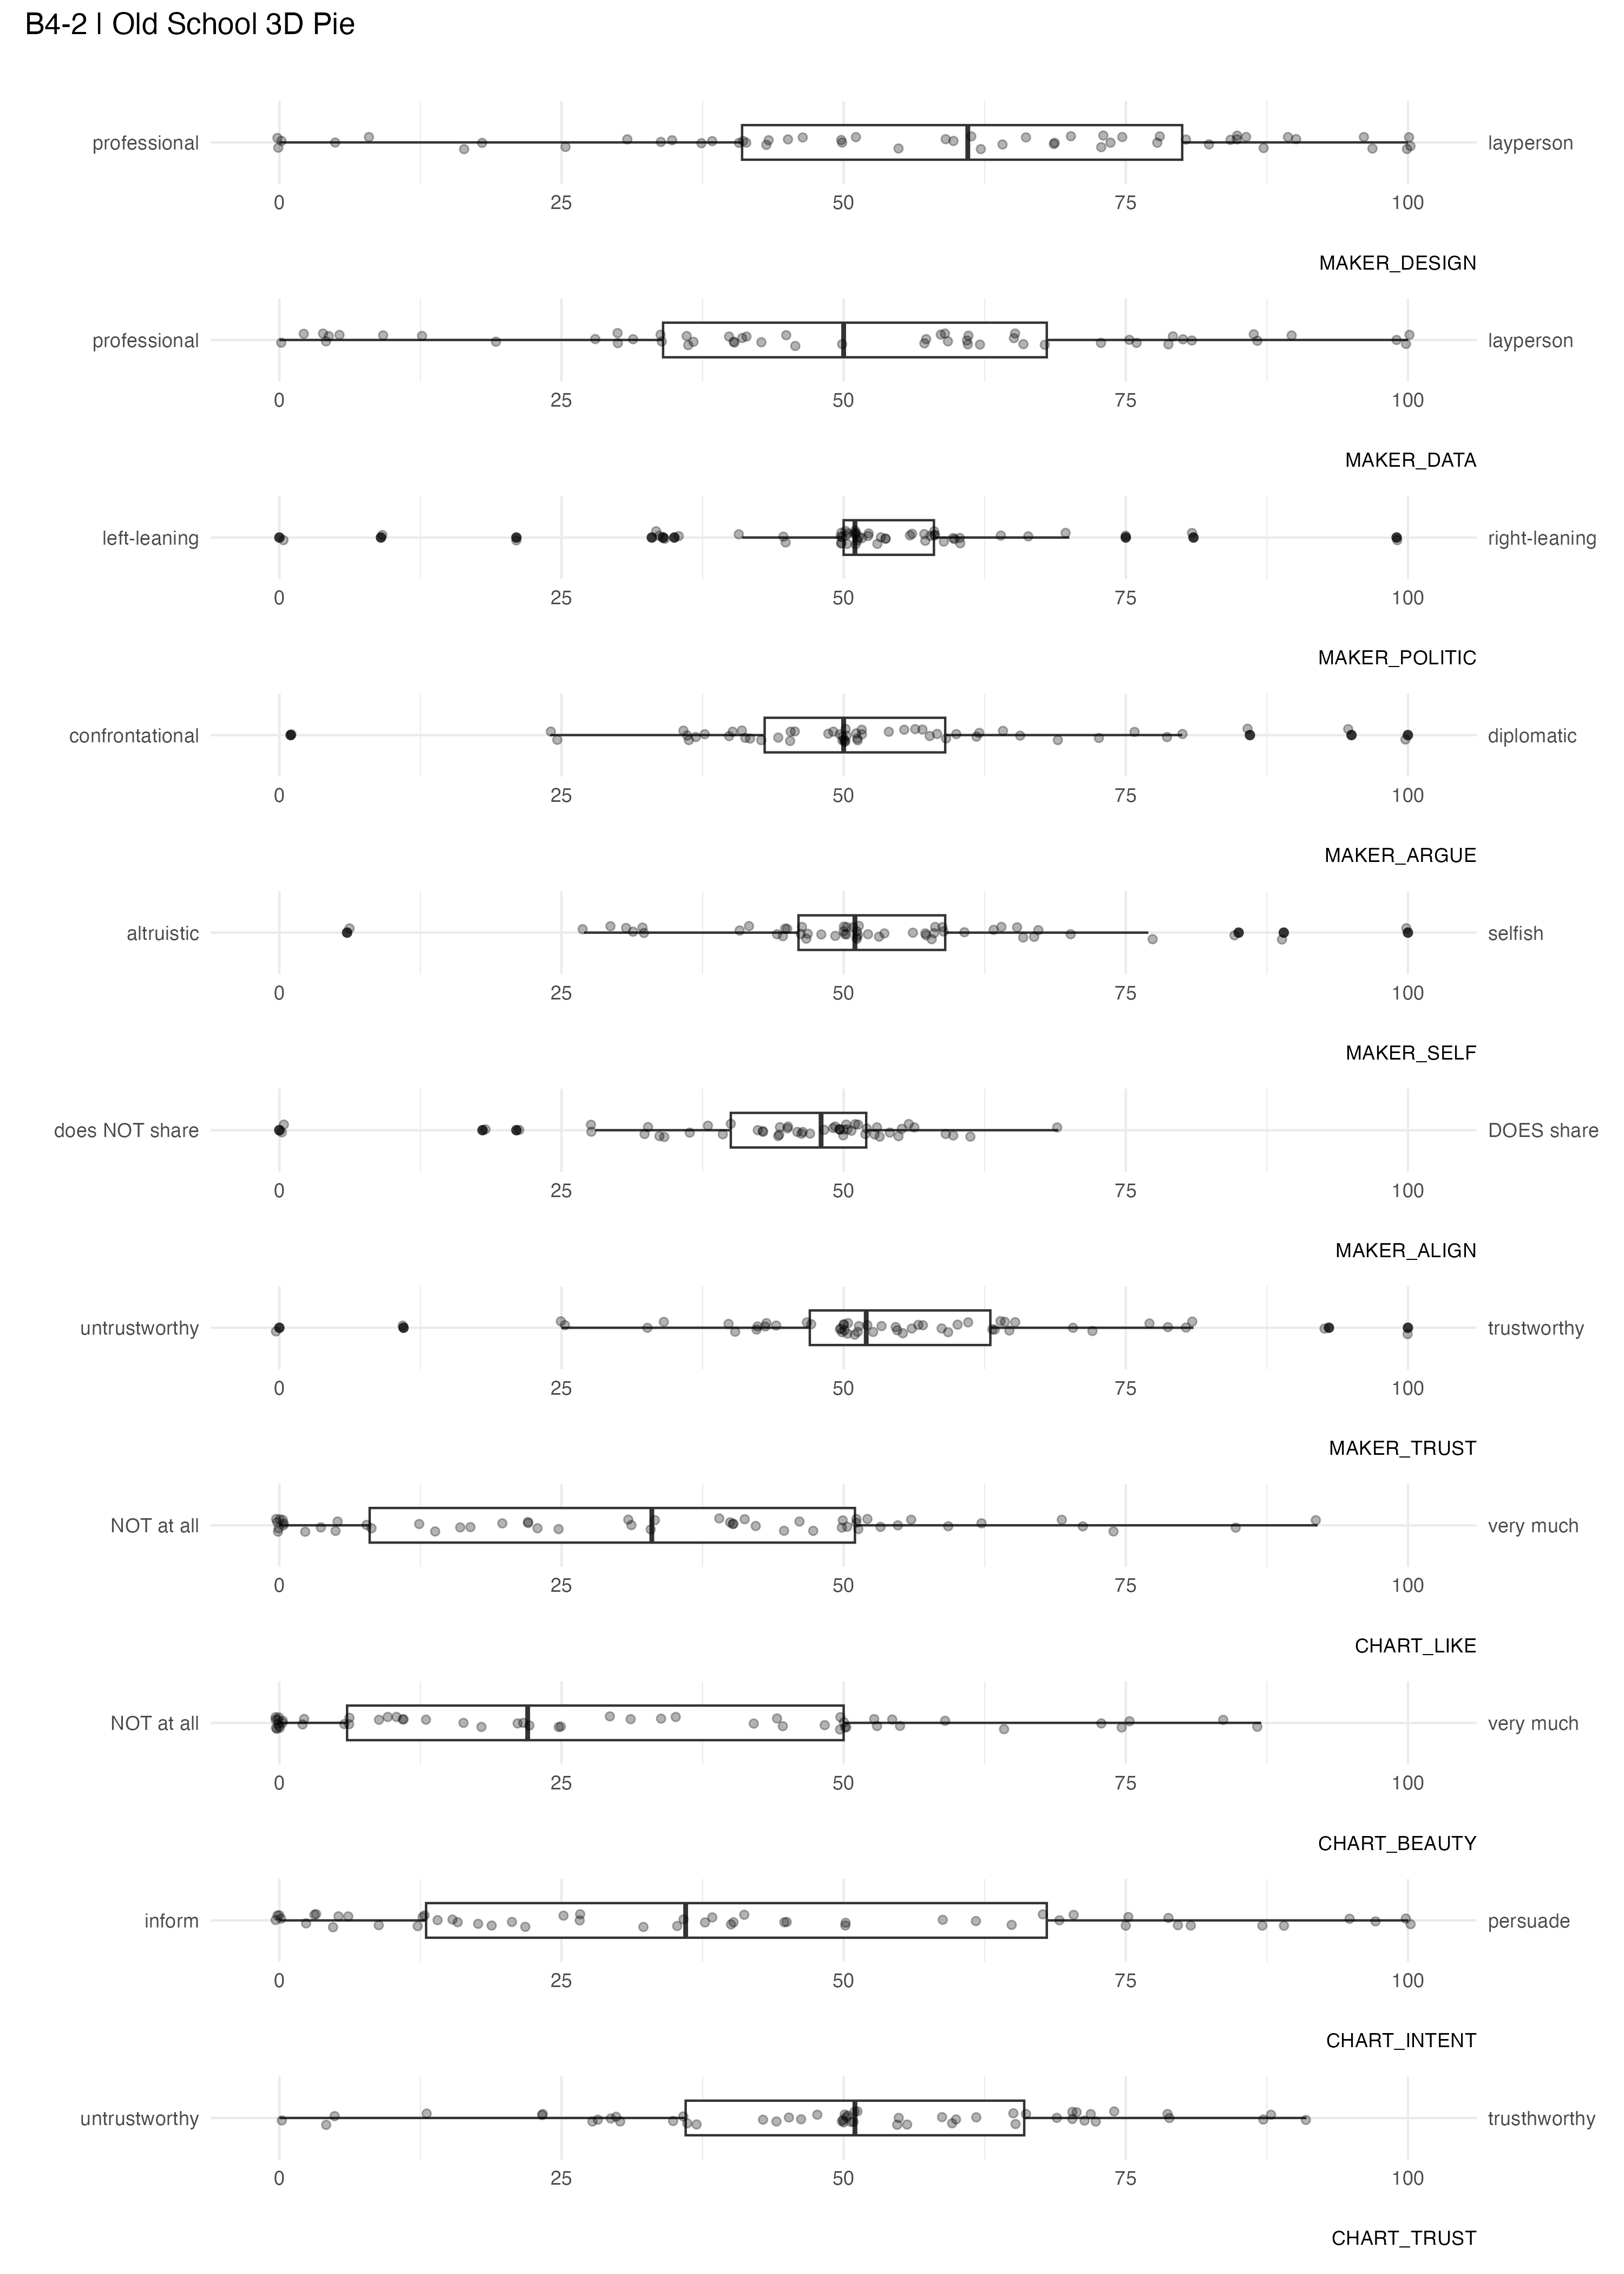 B4-2 | Old School 3D Pie
professional layperson
0 25 50 75 100
MAKER_DESIGN
professional layperson
0 25 50 75 100
MAKER_DATA
left-leaning right-leaning
0 25 50 75 100
MAKER_POLITIC
confrontational diplomatic
0 25 50 75 100
MAKER_ARGUE
altruistic selfish
0 25 50 75 100
MAKER_SELF
does NOT share DOES share
0 25 50 75 100
MAKER_ALIGN
untrustworthy trustworthy
0 25 50 75 100
MAKER_TRUST
NOT at all very much
0 25 50 75 100
CHART_LIKE
NOT at all very much
0 25 50 75 100
CHART_BEAUTY
inform persuade
0 25 50 75 100
CHART_INTENT
untrustworthy trusthworthy
0 25 50 75 100
CHART_TRUST